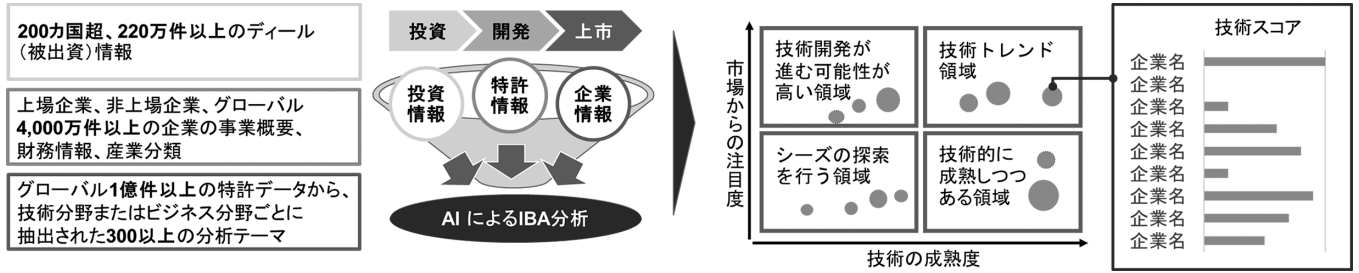 200カ国超、220万件以上のディール
（被出資）情報
上場企業、非上場企業、グローバル
4,000万件以上の企業の事業概要、
財務情報、産業分類
グローバル1億件以上の特許データから、
技術分野またはビジネス分野ごとに
抽出された300以上の分析テーマ
投資
開発
上市
投資
情報
特許
情報
企業
情報
AI によるIBA分析
市場からの注目度
技術開発が
進む可能性が
高い領域
技術トレンド
領域
シーズの探索
を行う領域
技術的に
成熟しつつ
ある領域
技術の成熟度
技術スコア
企業名
企業名
企業名
企業名
企業名
企業名
企業名
企業名
企業名